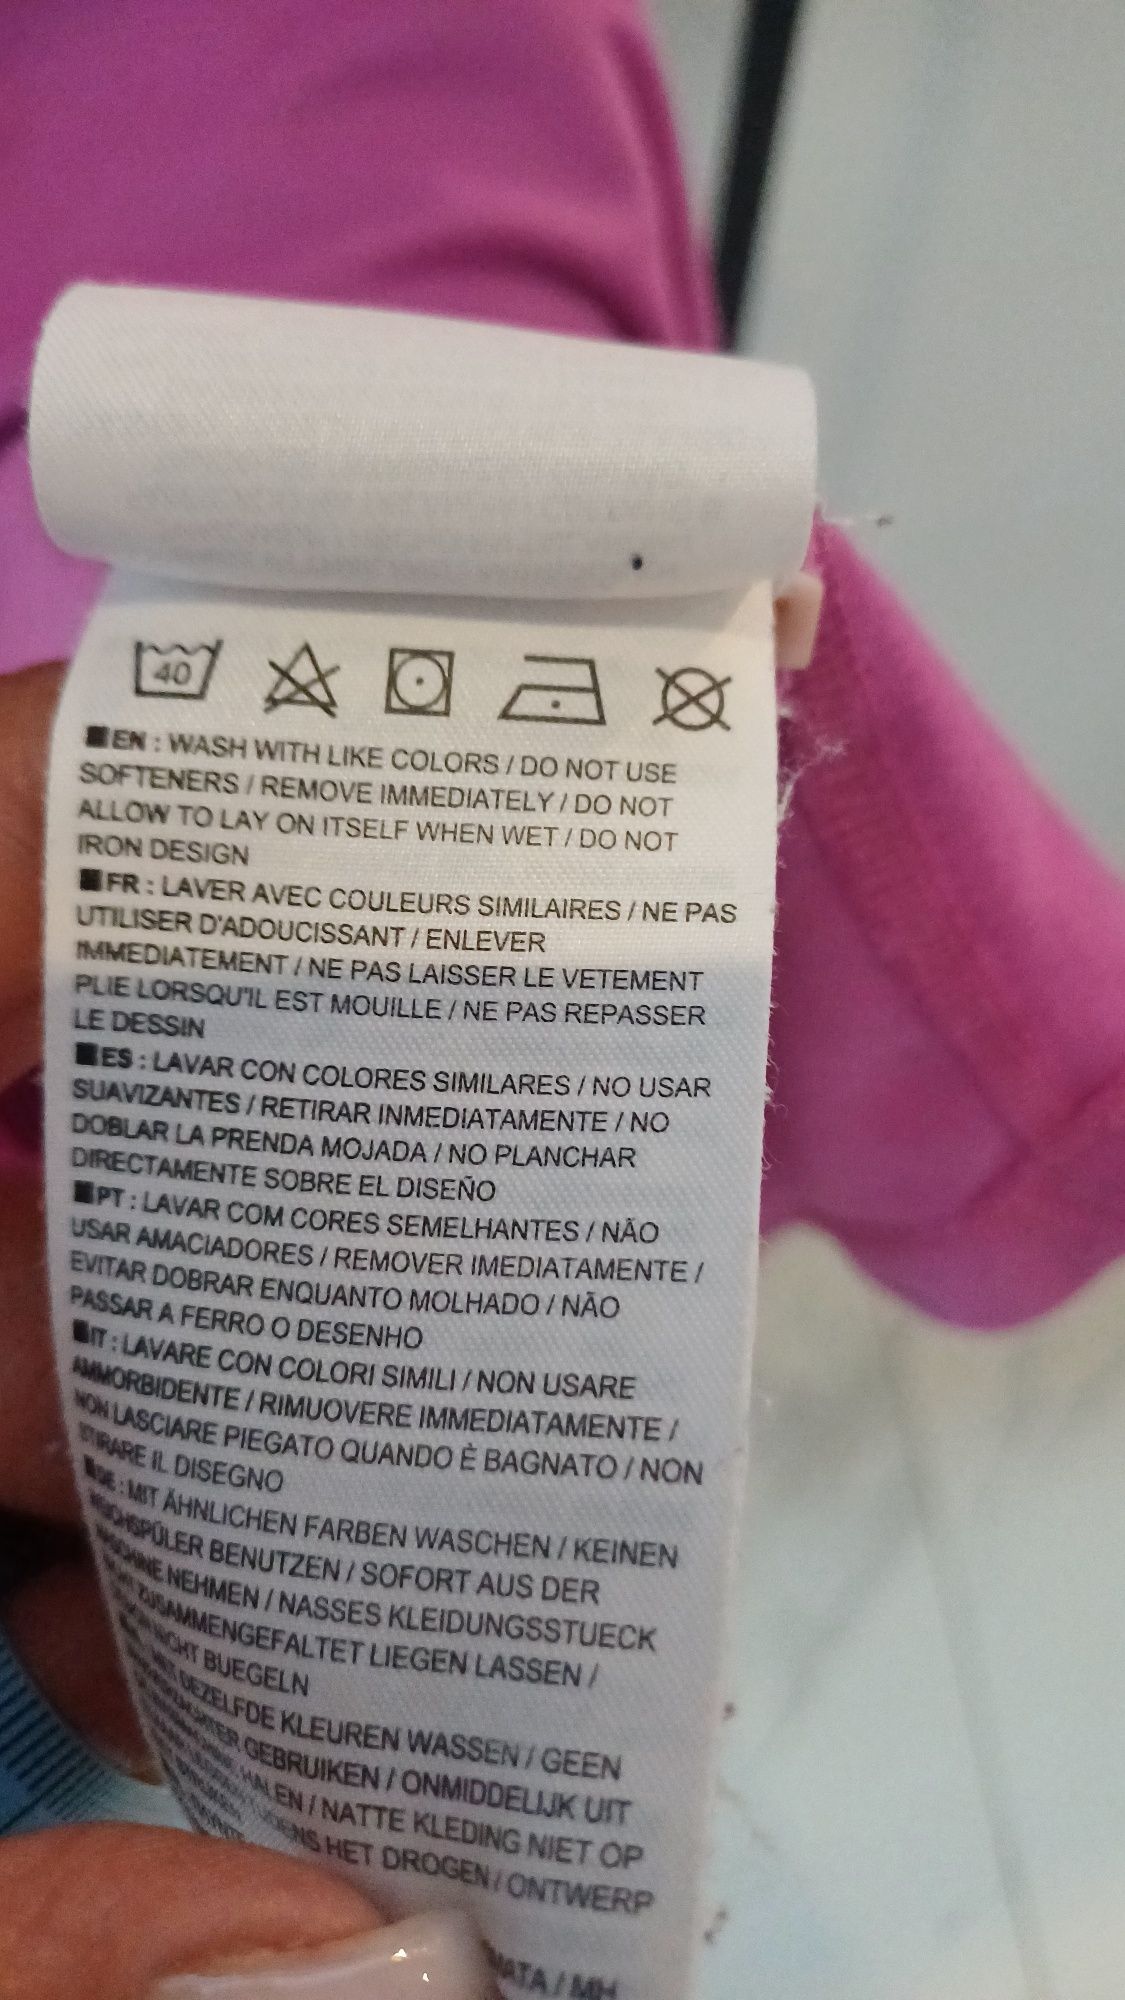 40
EN : WASH WITH LIKE COLORS / DO NOT USE
SOFTENERS / REMOVE IMMEDIATELY / DO NOT
ALLOW TO LAY ON ITSELF WHEN WET / DO NOT
IRON DESIGN
FR : LAVER AVEC COULEURS SIMILAIRES / NE PAS
UTILISER D'ADOUCISSANT / ENLEVER
IMMEDIATEMENT / NE PAS LAISSER LE VETEMENT
PLIE LORSQU'IL EST MOUILLE / NE PAS REPASSER
LE DESSIN
ES : LAVAR CON COLORES SIMILARES / NO USAR
SUAVIZANTES / RETIRAR INMEDIATAMENTE / NO
DOBLAR LA PRENDA MOJADA / NO PLANCHAR
DIRECTAMENTE SOBRE EL DISEÑO
PT : LAVAR COM CORES SEMELHANTES / NÃO
USAR AMACIADORES / REMOVER IMEDIATAMENTE /
EVITAR DOBRAR ENQUANTO MOLHADO / NÃO
PASSAR A FERRO O DESENHO
IT : LAVARE CON COLORI SIMILI / NON USARE
AMMORBIDENTE / RIMUOVERE IMMEDIATAMENTE /
NON LASCIARE PIEGATO QUANDO È BAGNATO / NON
STIRARE IL DISEGNO
DE : MIT ÄHNLICHEN FARBEN WASCHEN / KEINEN
BENUTZEN / SOFORT AUS DER
NEHMEN / NASSES KLEIDUNGSSTUECK
ZUSAMMENGEFALTET LIEGEN LASSEN /
NICHT BUEGELN
DEZELFDE KLEUREN WASSEN / GEEN
GEBRUIKEN / ONMIDDELIJK UIT
HALEN / NATTE KLEDING NIET OP
HET DROGEN / ONTWERP